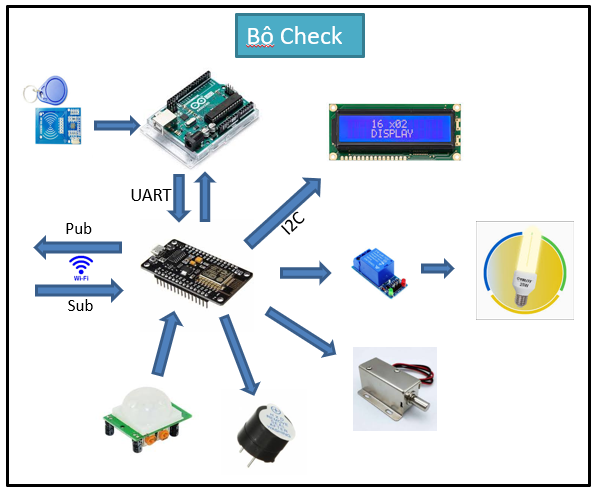 Bộ Check
16 x02
DISPLAY
UART
I2C
Pub
Wi-Fi
Sub